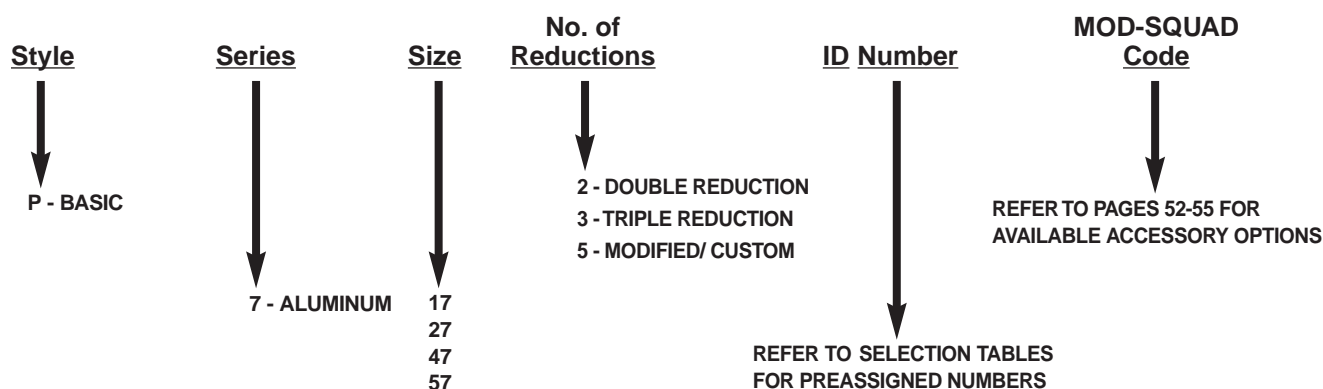 No. of
MOD-SQUAD
Style Series Size Reductions ID Number Code
P - BASIC
2 - DOUBLE REDUCTION
3 - TRIPLE REDUCTION
5 - MODIFIED/ CUSTOM
REFER TO PAGES 52-55 FOR
AVAILABLE ACCESSORY OPTIONS
7 - ALUMINUM
17
27
47
57
REFER TO SELECTION TABLES
FOR PREASSIGNED NUMBERS